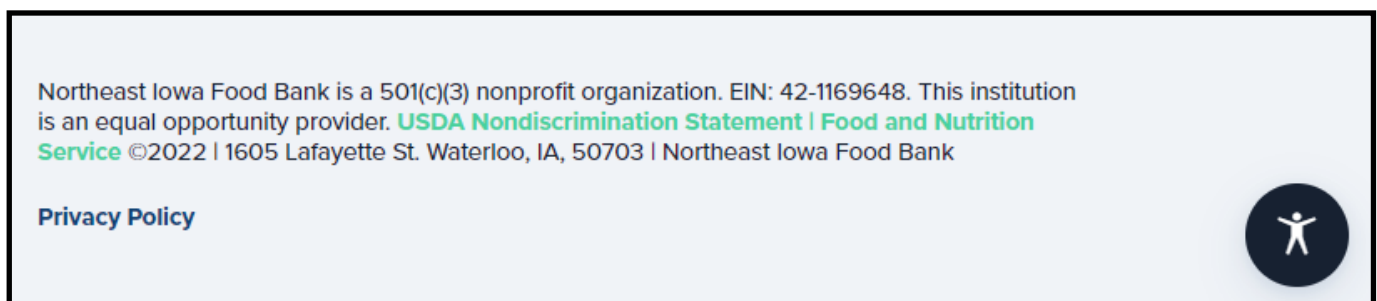 Northeast Iowa Food Bank is a 501(c)(3) nonprofit organization. EIN: 42-1169648. This institution
is an equal opportunity provider. USDA Nondiscrimination Statement | Food and Nutrition
Service ©2022 | 1605 Lafayette St. Waterloo, IA, 50703 | Northeast Iowa Food Bank
Privacy Policy